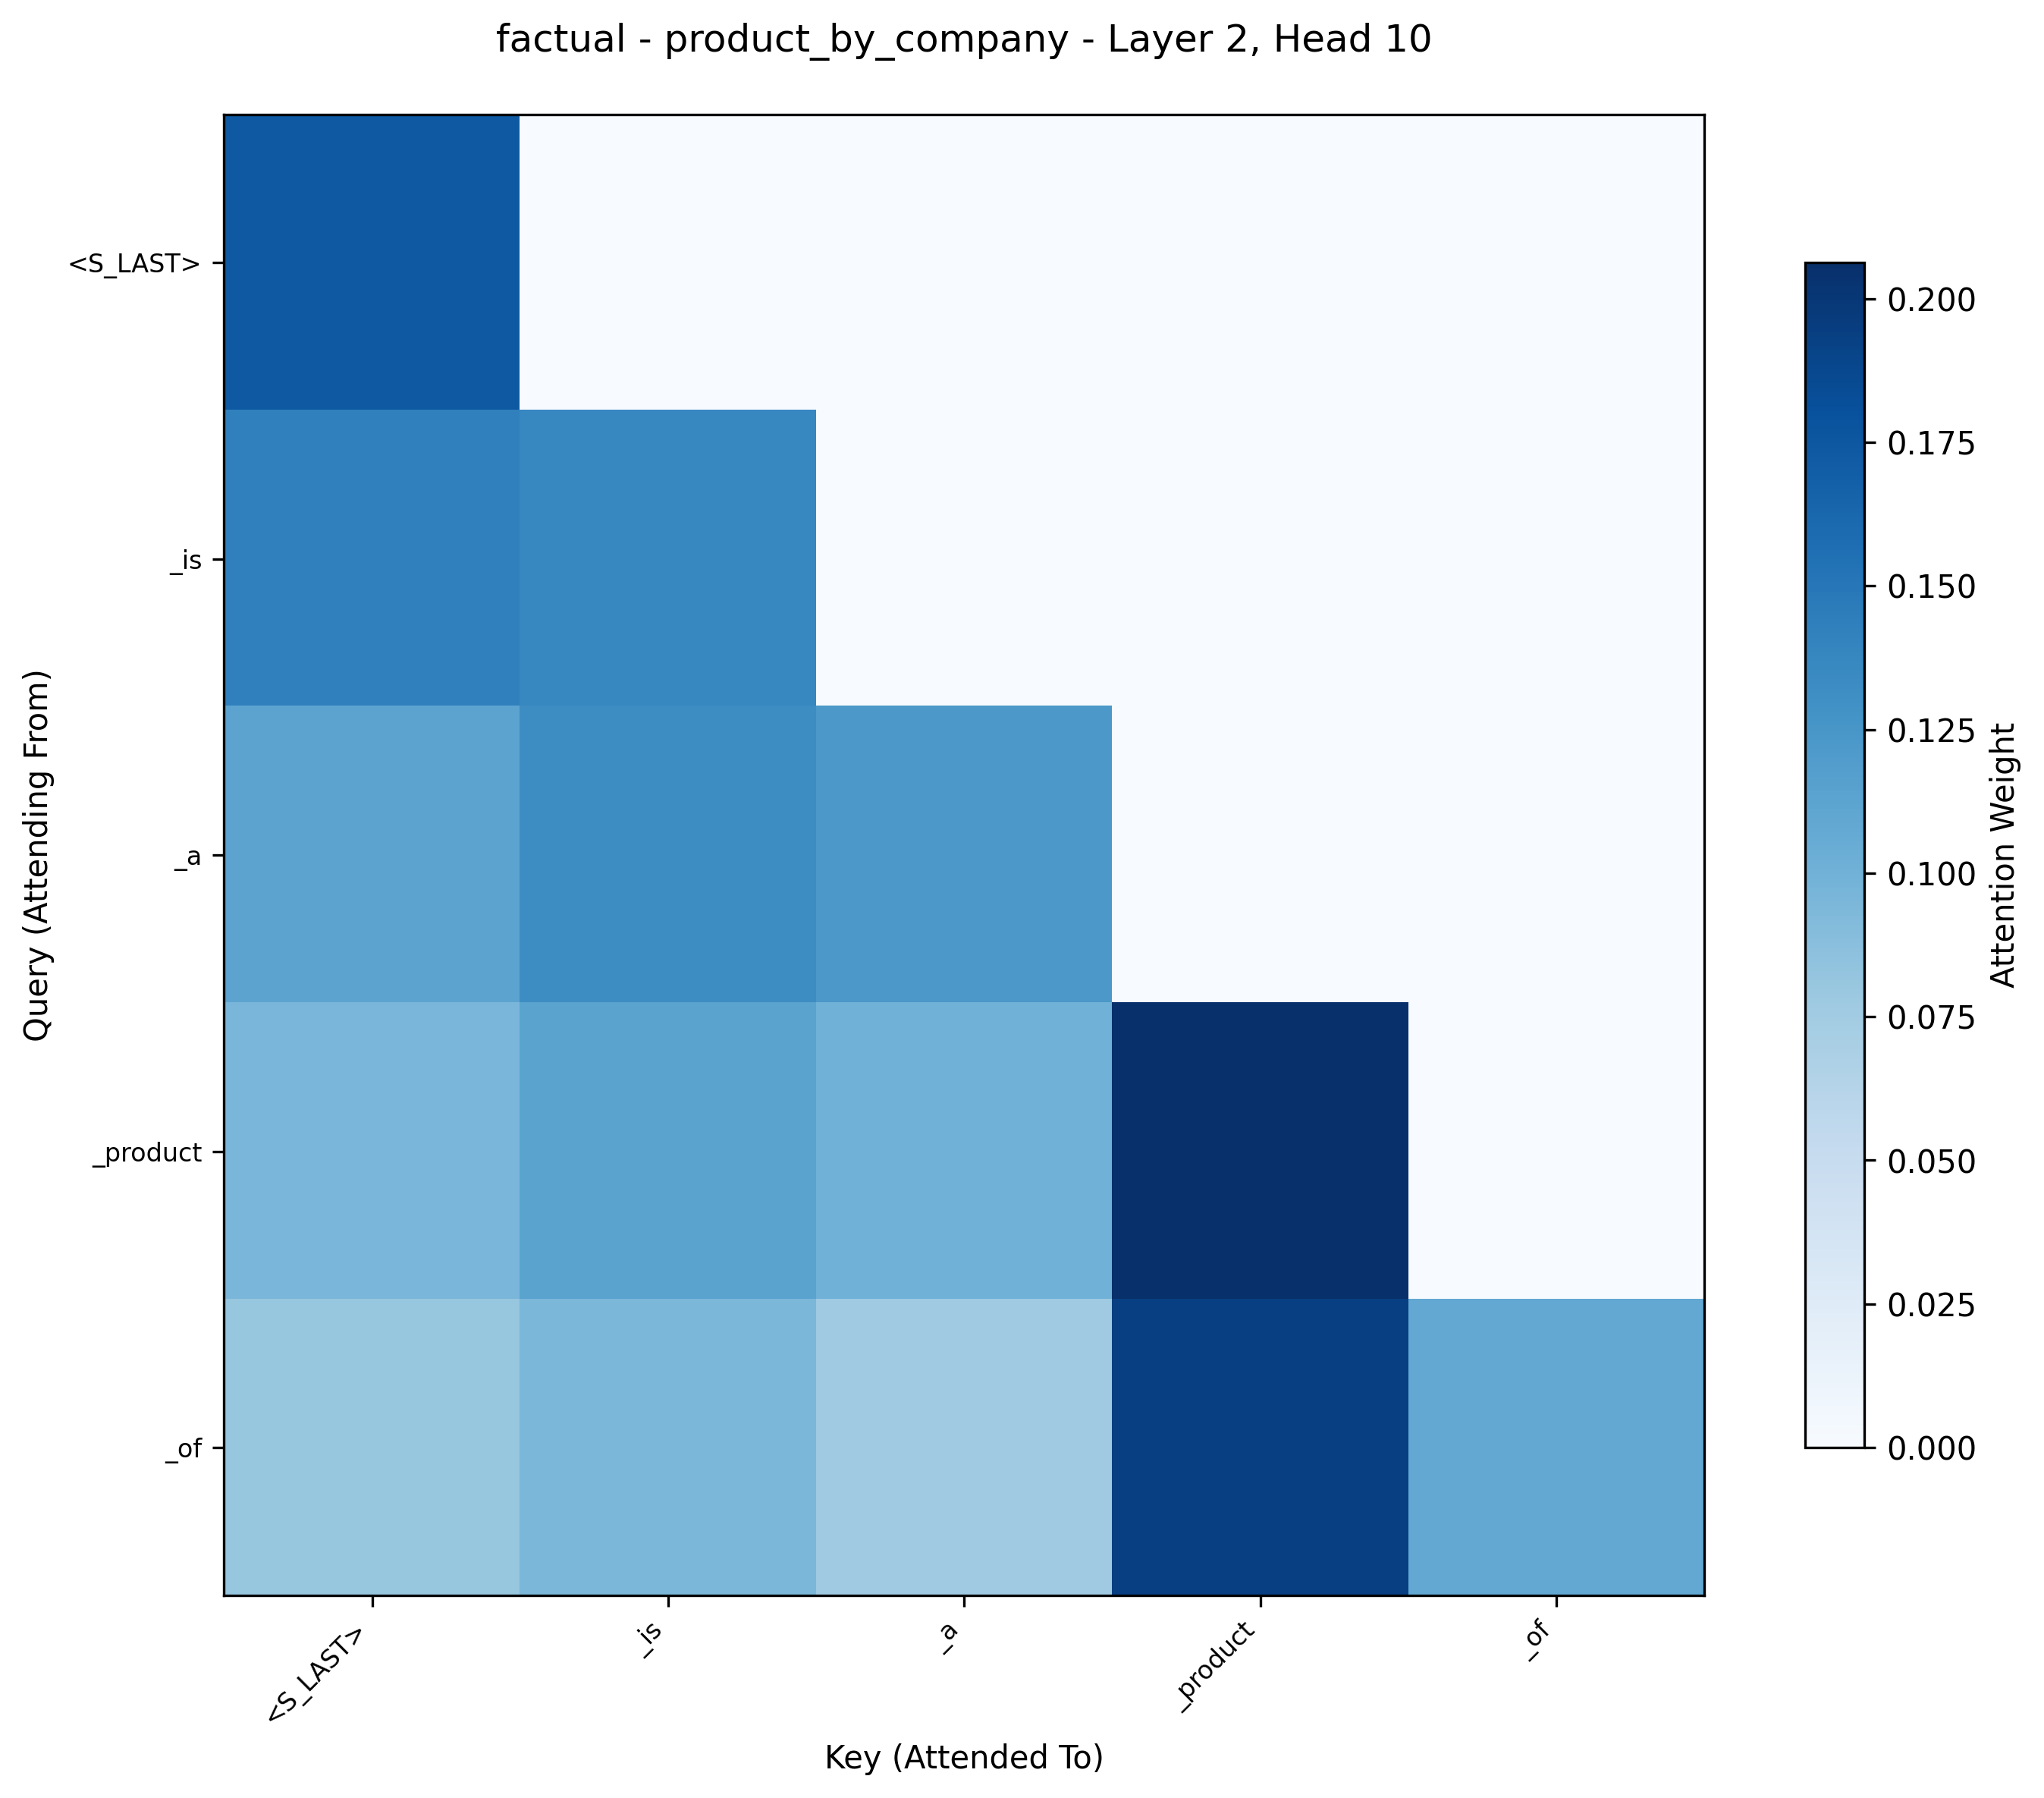 factual - product_by_company - Layer 2, Head 10
Query (Attending From)
<S_LAST>
_is
_a
_product
_of
<S_LAST>
_is
_a
_product
_of
Key (Attended To)
0.200
0.175
0.150
0.125
0.100
0.075
0.050
0.025
0.000
Attention Weight